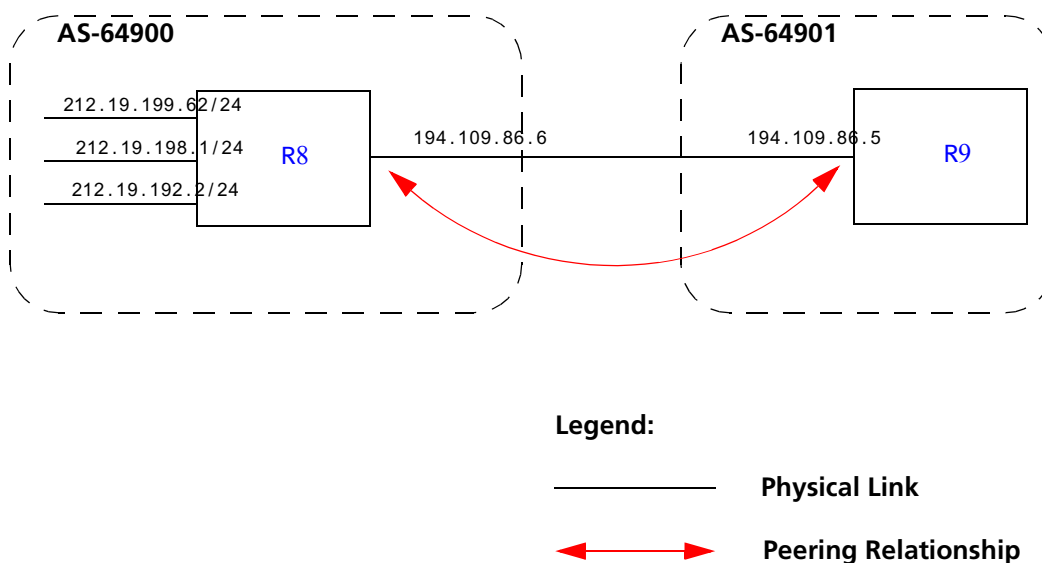 AS-64900
AS-64901
212.19.199.62/24
212.19.198.1/24
212.19.192.2/24
R8
194.109.86.6
194.109.86.5
R9
Legend:
Physical Link
Peering Relationship